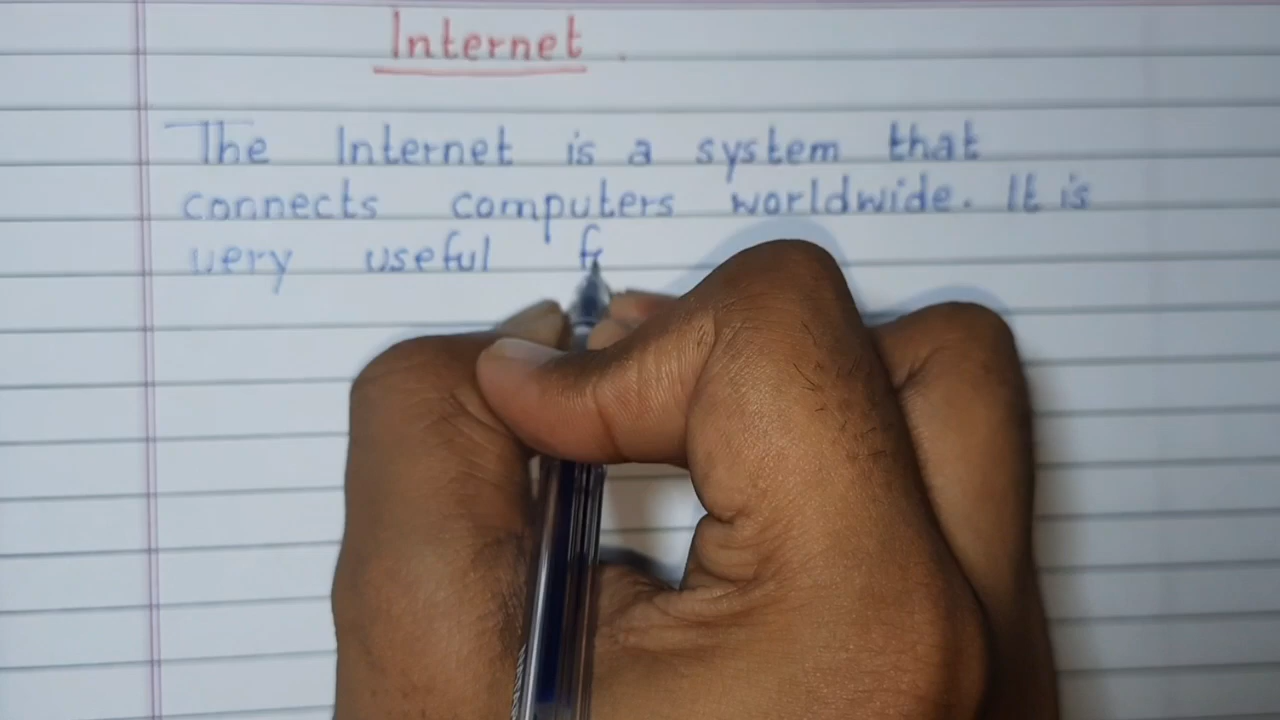 Internet.
The Internet is a system that
connects computers worldwide. It is
very useful